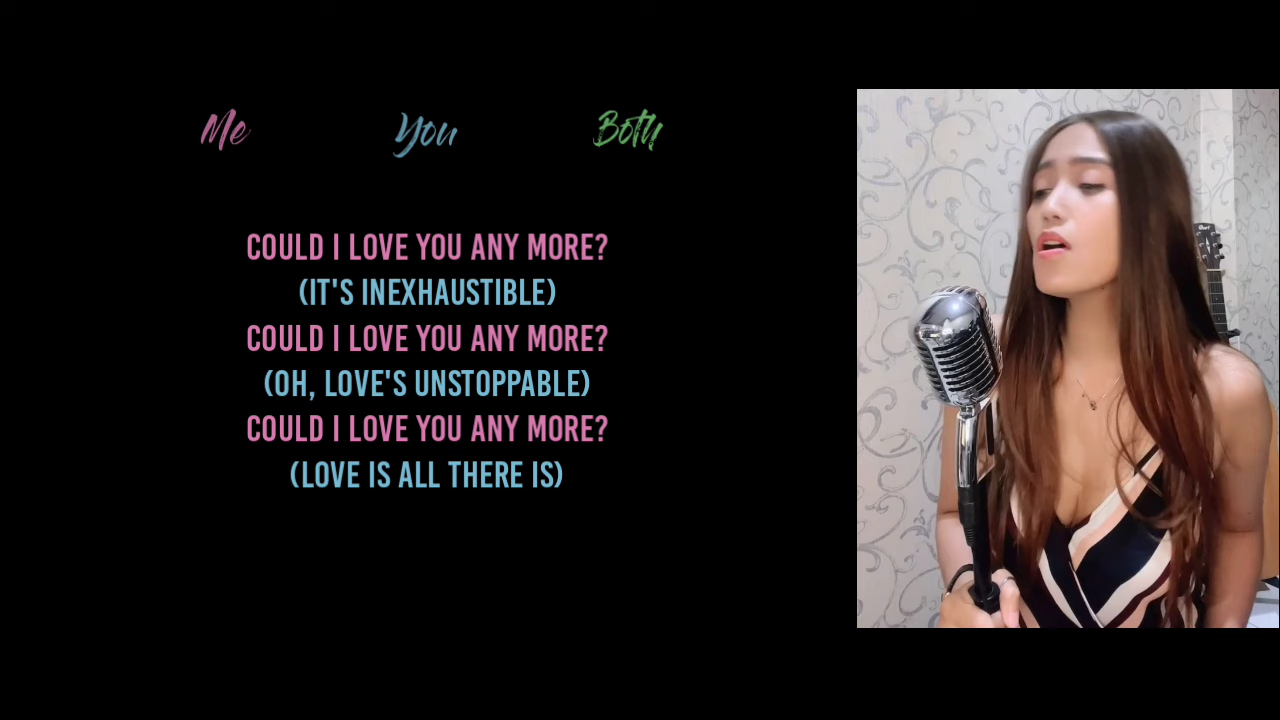 Me You Both
COULD I LOVE YOU ANY MORE?
(IT'S INEXHAUSTIBLE)
COULD I LOVE YOU ANY MORE?
(OH, LOVE'S UNSTOPPABLE)
COULD I LOVE YOU ANY MORE?
(LOVE IS ALL THERE IS)